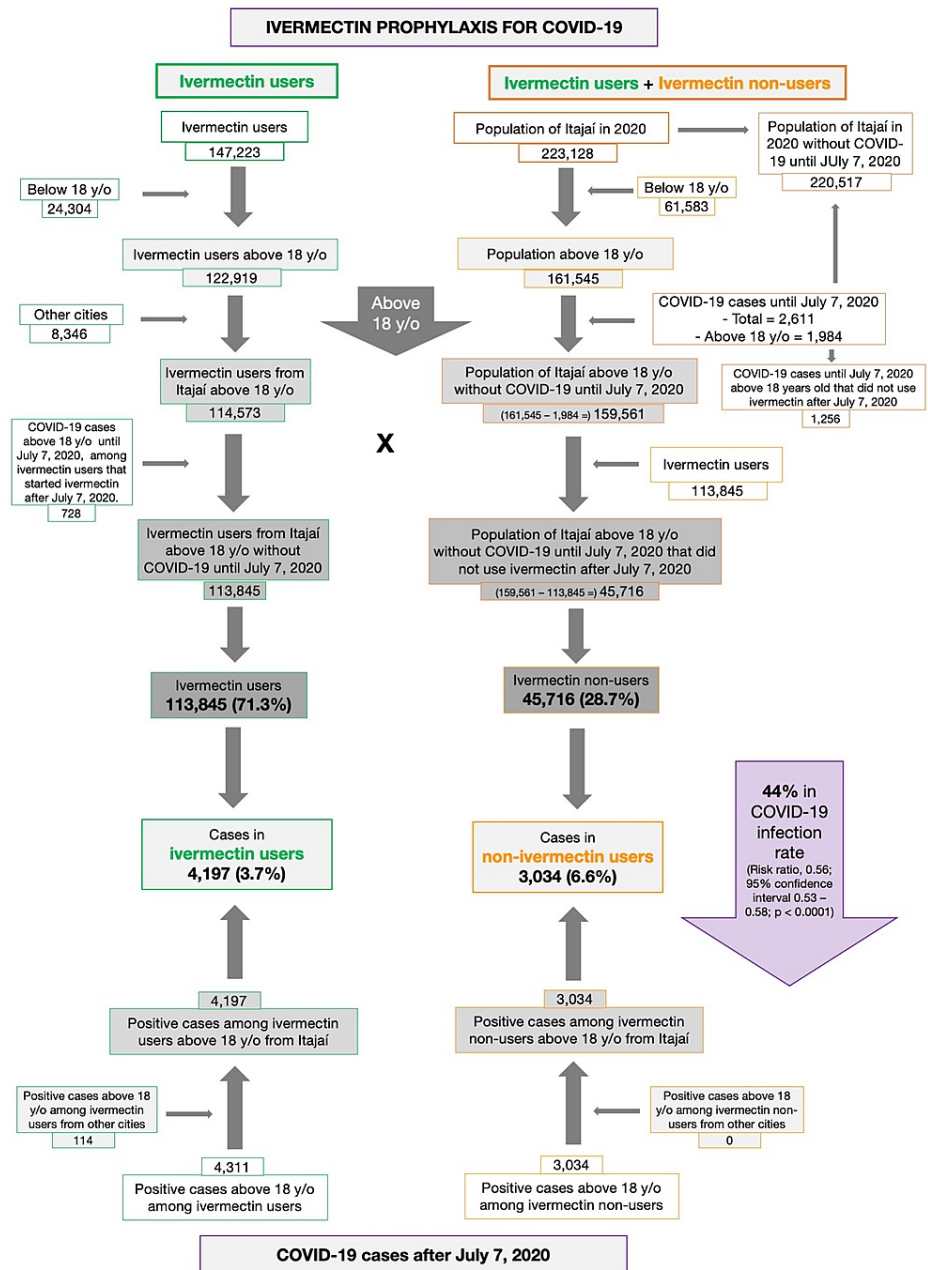 IVERMECTIN PROPHYLAXIS FOR COVID-19
Ivermectin users
Ivermectin users
147,223
Below 18 y/o
24,304
Ivermectin users above 18 y/o
122,919
Other cities
8,346
Ivermectin users from
Itajaí above 18 y/o
114,573
COVID-19 cases
above 18 y/o until
July 7, 2020, among
ivermectin users that
started ivermectin
after July 7, 2020.
728
Ivermectin users from Itajaí
above 18 y/o without
COVID-19 until July 7, 2020
113,845
Ivermectin users
113,845 (71.3%)
Cases in
ivermectin users
4,197 (3.7%)
4,197
Positive cases among ivermectin
users above 18 y/o from Itajaí
Positive cases above 18
y/o among ivermectin
users from other cities
114
4,311
Positive cases above 18 y/o
among ivermectin users
Above
18 y/o
X
Ivermectin users + Ivermectin non-users
Population of Itajaí in 2020
223,128
Population of Itajaí in
2020 without COVID-
19 until JUly 7, 2020
220,517
Below 18 y/o
61,583
Population above 18 y/o
161,545
COVID-19 cases until July 7, 2020
- Total = 2,611
- Above 18 y/o = 1,984
COVID-19 cases until July 7, 2020
above 18 years old that did not use
ivermectin after July 7, 2020
1,256
Population of Itajaí above 18 y/o
without COVID-19 until July 7, 2020
(161,545 – 1,984 =) 159,561
Ivermectin users
113,845
Population of Itajaí above 18 y/o
without COVID-19 until July 7, 2020 that did
not use ivermectin after July 7, 2020
(159,561 – 113,845 =) 45,716
Ivermectin non-users
45,716 (28.7%)
Cases in
non-ivermectin users
3,034 (6.6%)
44% in
COVID-19
infection
rate
(Risk ratio, 0.56;
95% confidence
interval 0.53 –
0.58; p < 0.0001)
3,034
Positive cases among ivermectin
non-users above 18 y/o from Itajaí
Positive cases above 18
y/o among ivermectin non-
users from other cities
0
3,034
Positive cases above 18 y/o
among ivermectin non-users
COVID-19 cases after July 7, 2020